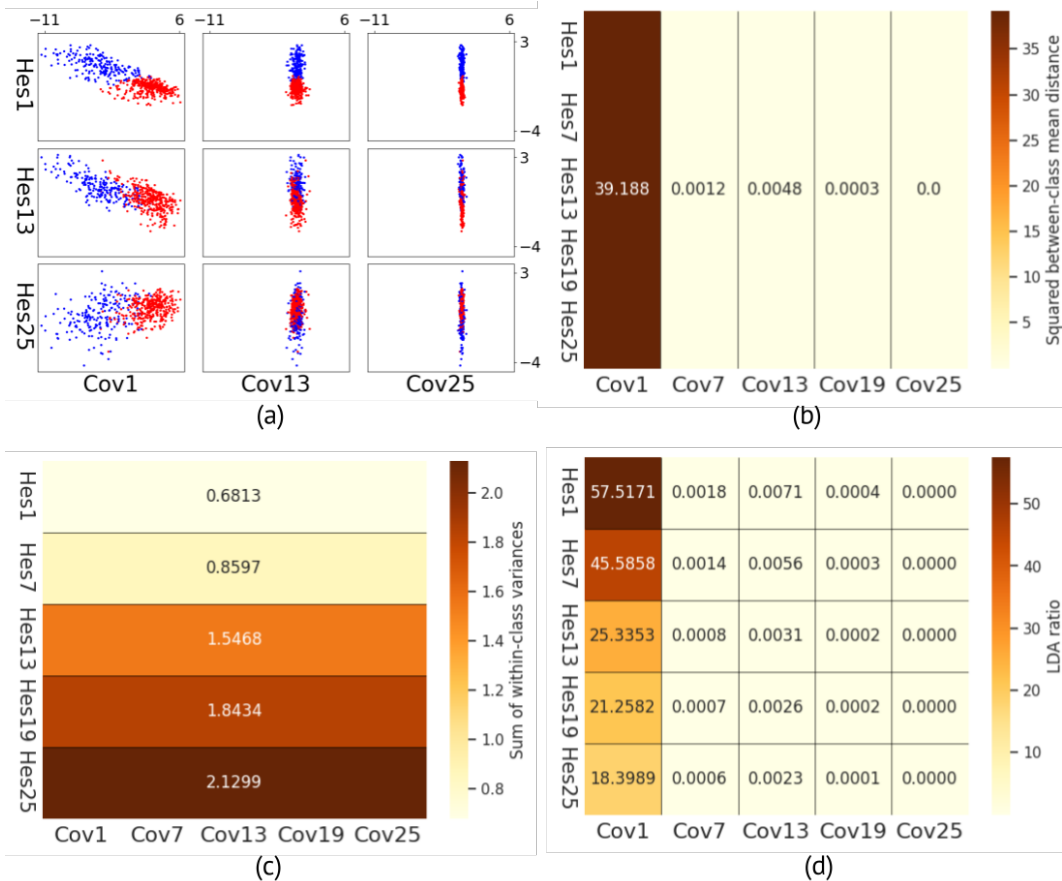 −11 6 −11 6 −11 6
Hes1
3
−4
Hes13
3
−4
Hes25
3
−4
Cov1 Cov13 Cov25
(a)
Hes1 Hes7 Hes13 Hes19 Hes25
39.188 0.0012 0.0048 0.0003 0.0
Cov1 Cov7 Cov13 Cov19 Cov25
35
30
25
20
15
10
5
Squared between-class mean distance
(b)
Hes1 0.6813
Hes7 0.8597
Hes13 1.5468
Hes19 1.8434
Hes25 2.1299
Cov1 Cov7 Cov13 Cov19 Cov25
2.0
1.8
1.6
1.4
1.2
1.0
0.8
Sum of within-class variances
(c)
Hes1 57.5171 0.0018 0.0071 0.0004 0.0000
Hes7 45.5858 0.0014 0.0056 0.0003 0.0000
Hes13 25.3353 0.0008 0.0031 0.0002 0.0000
Hes19 21.2582 0.0007 0.0026 0.0002 0.0000
Hes25 18.3989 0.0006 0.0023 0.0001 0.0000
Cov1 Cov7 Cov13 Cov19 Cov25
50
40
30
20
10
LDA ratio
(d)